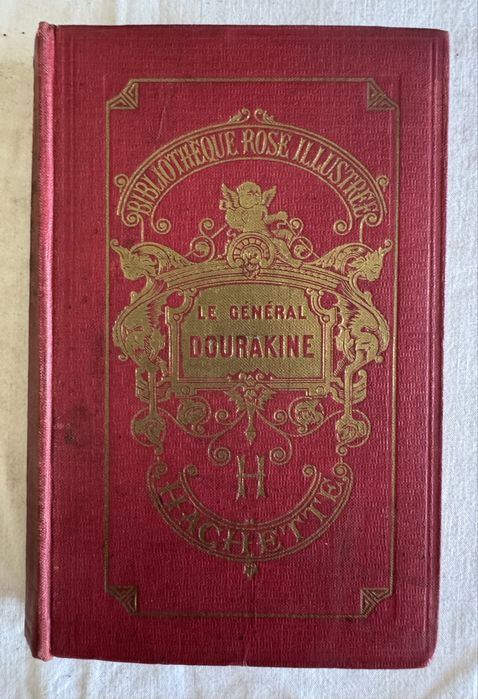 BIBLIOTHÈQUE ROSE ILLUSTRÉE
LE GÉNÉRAL
DOURAKINE
H
HACHETTE